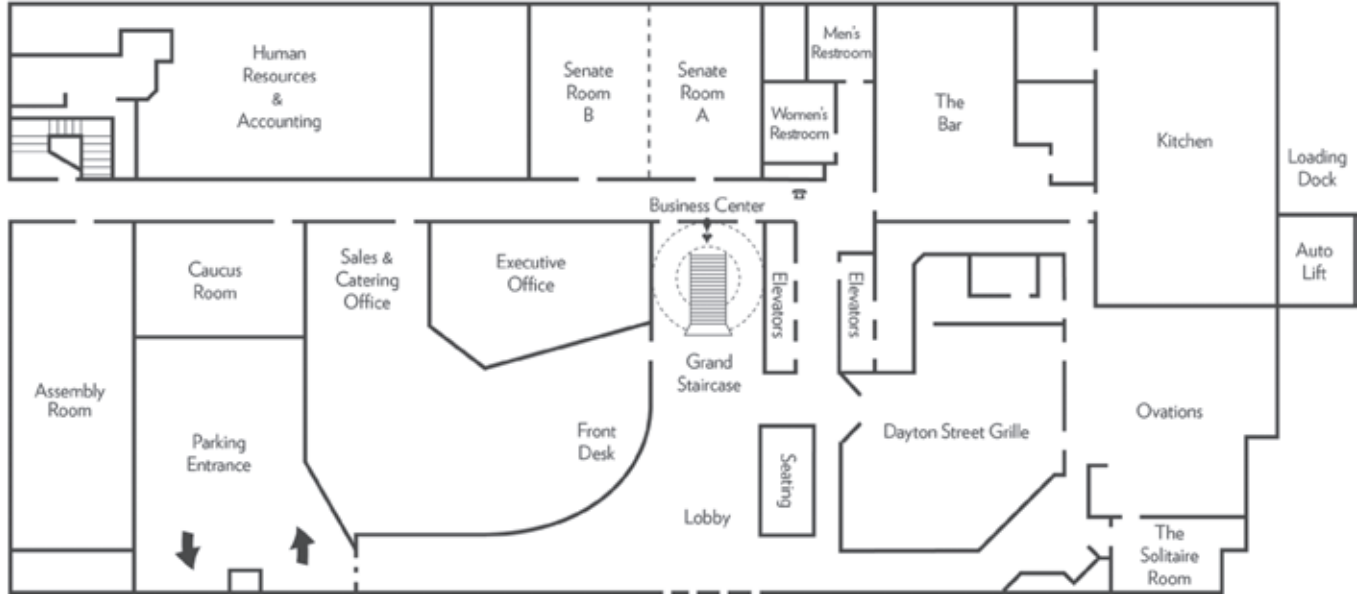 Human
Resources
&
Accounting
Senate
Room
B
Senate
Room
A
Men's
Restroom
Women's
Restroom
The
Bar
Kitchen
Loading
Dock
Auto
Lift
Business Center
Caucus
Room
Sales &
Catering
Office
Executive
Office
Elevators
Elevators
Grand
Staircase
Assembly
Room
Parking
Entrance
Front
Desk
Seating
Lobby
Dayton Street Grille
Ovations
The
Solitaire
Room